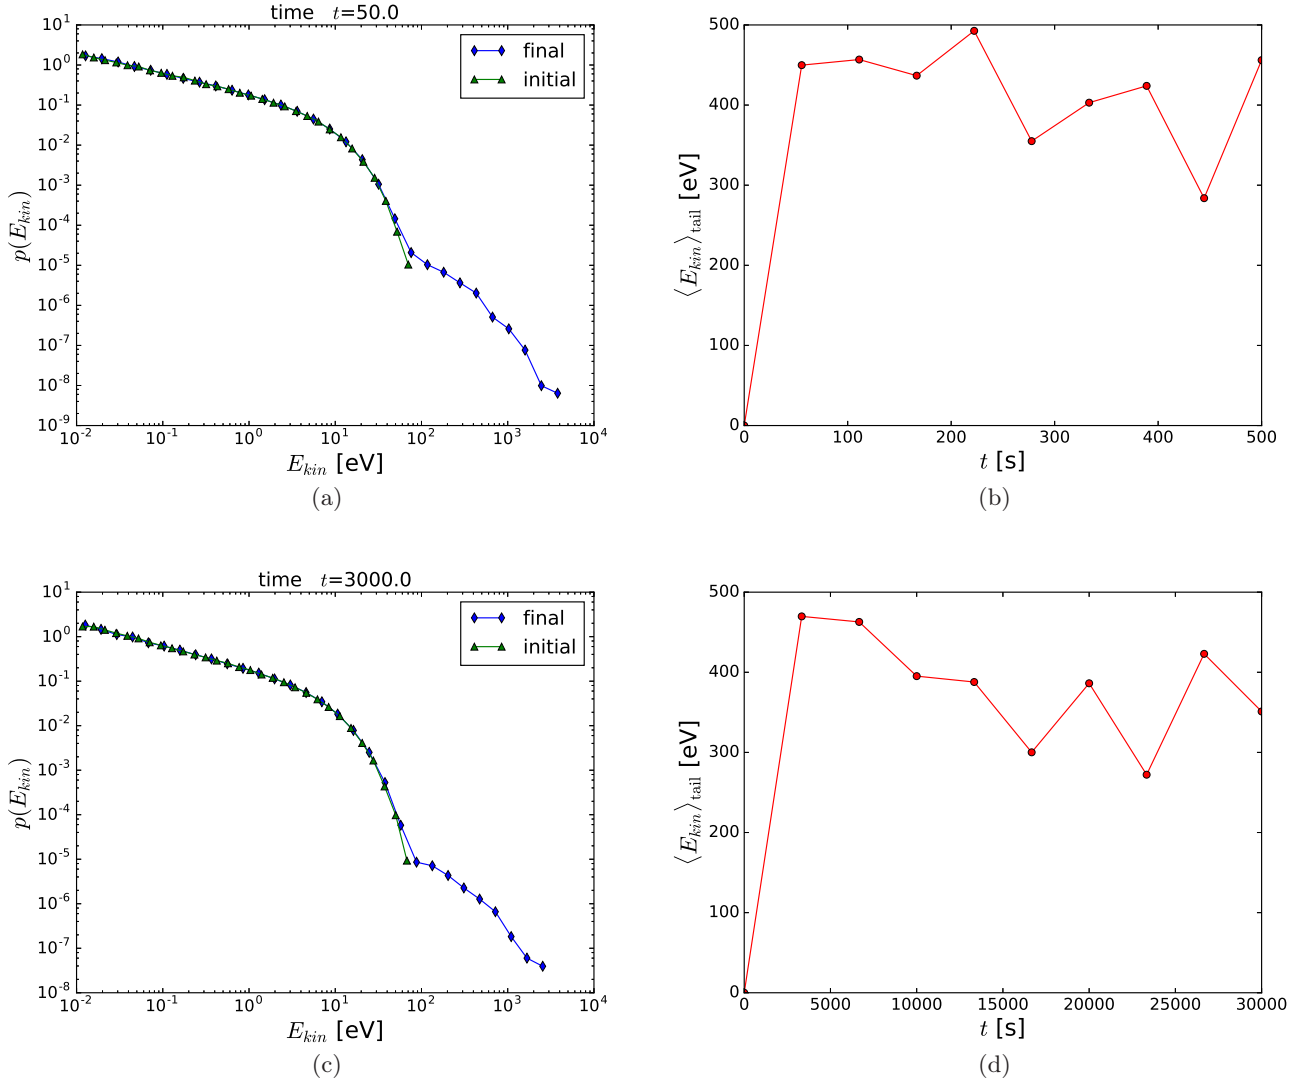 time t=50.0
10^1
10^0
10^-1
10^-2
10^-3
10^-4
10^-5
10^-6
10^-7
10^-8
10^-9
p(E_kin)
final
initial
10^-2 10^-1 10^0 10^1 10^2 10^3 10^4
E_kin [eV]
(a)
500
400
300
200
100
0
⟨E_kin⟩_tail [eV]
0 100 200 300 400 500
t [s]
(b)
time t=3000.0
10^1
10^0
10^-1
10^-2
10^-3
10^-4
10^-5
10^-6
10^-7
10^-8
p(E_kin)
final
initial
10^-2 10^-1 10^0 10^1 10^2 10^3 10^4
E_kin [eV]
(c)
500
400
300
200
100
0
⟨E_kin⟩_tail [eV]
0 5000 10000 15000 20000 25000 30000
t [s]
(d)